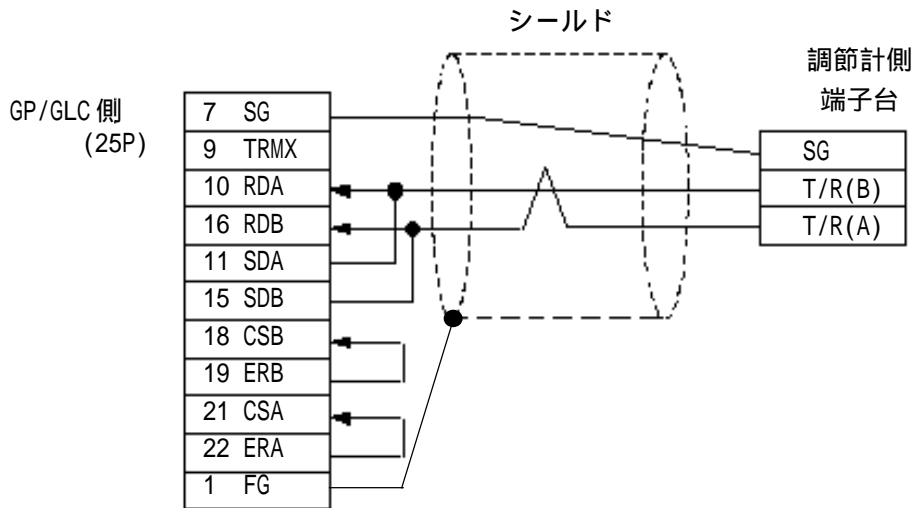 シールド
調節計側
端子台
GP/GLC 側
(25P)
7 SG
9 TRMX
10 RDA
16 RDB
11 SDA
15 SDB
18 CSB
19 ERB
21 CSA
22 ERA
1 FG
SG
T/R(B)
T/R(A)